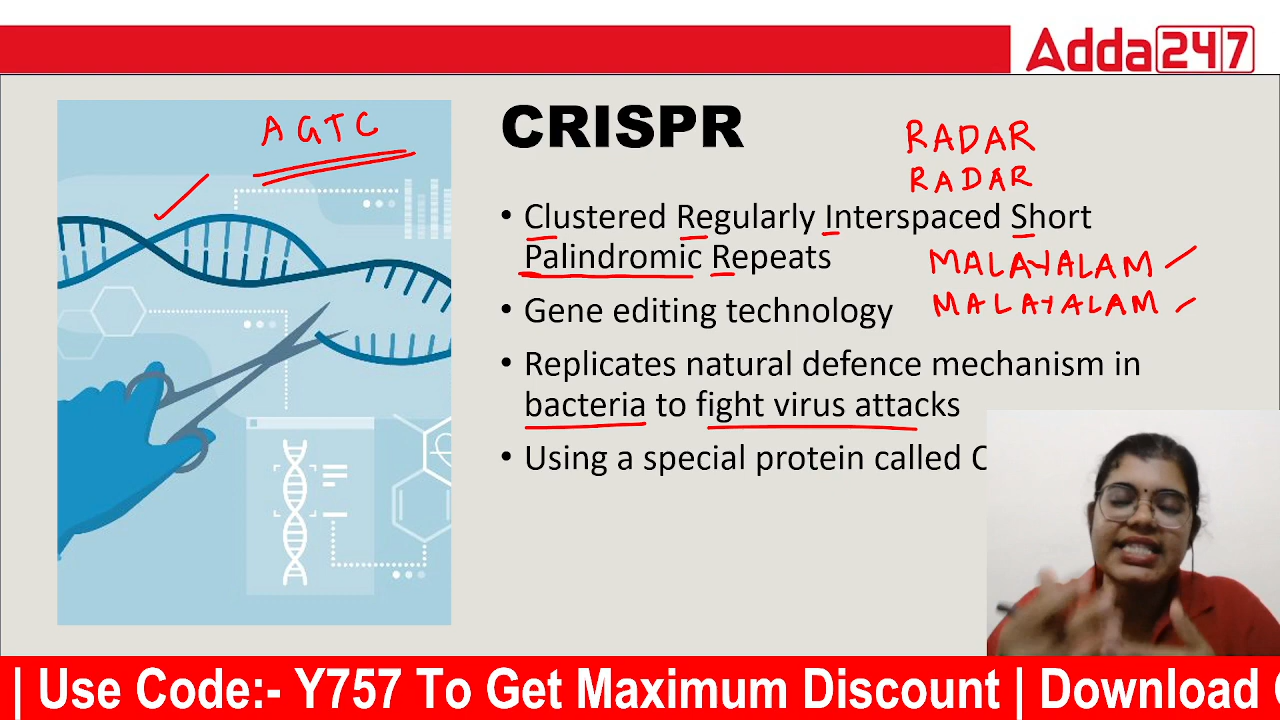 Adda247
AGTC
CRISPR
RADAR
RADAR
• Clustered Regularly Interspaced Short
Palindromic Repeats
MALAYALAM
MALAYALAM
• Gene editing technology
• Replicates natural defence mechanism in
bacteria to fight virus attacks
• Using a special protein called C
| Use Code:- Y757 To Get Maximum Discount | Download